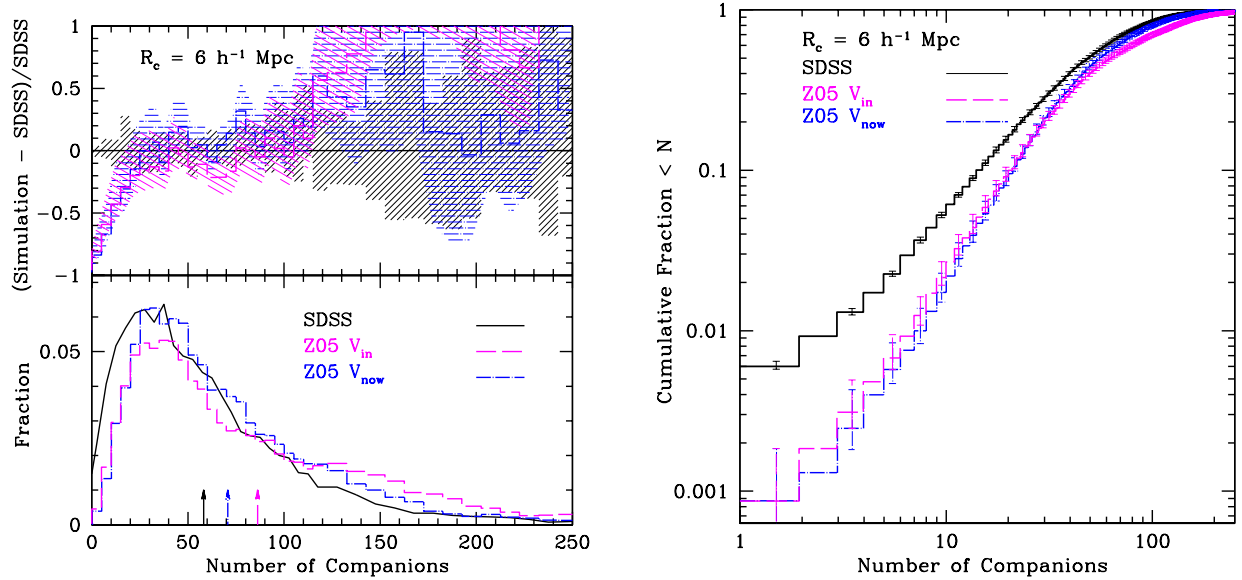 (Simulation − SDSS)/SDSS
1
0.5
0
−0.5
−1
R_c = 6 h⁻¹ Mpc
Fraction
0.05
0
SDSS
Z05 V_in
Z05 V_now
0 50 100 150 200 250
Number of Companions
Cumulative Fraction < N
1
0.1
0.01
0.001
R_c = 6 h⁻¹ Mpc
SDSS
Z05 V_in
Z05 V_now
1 10 100
Number of Companions